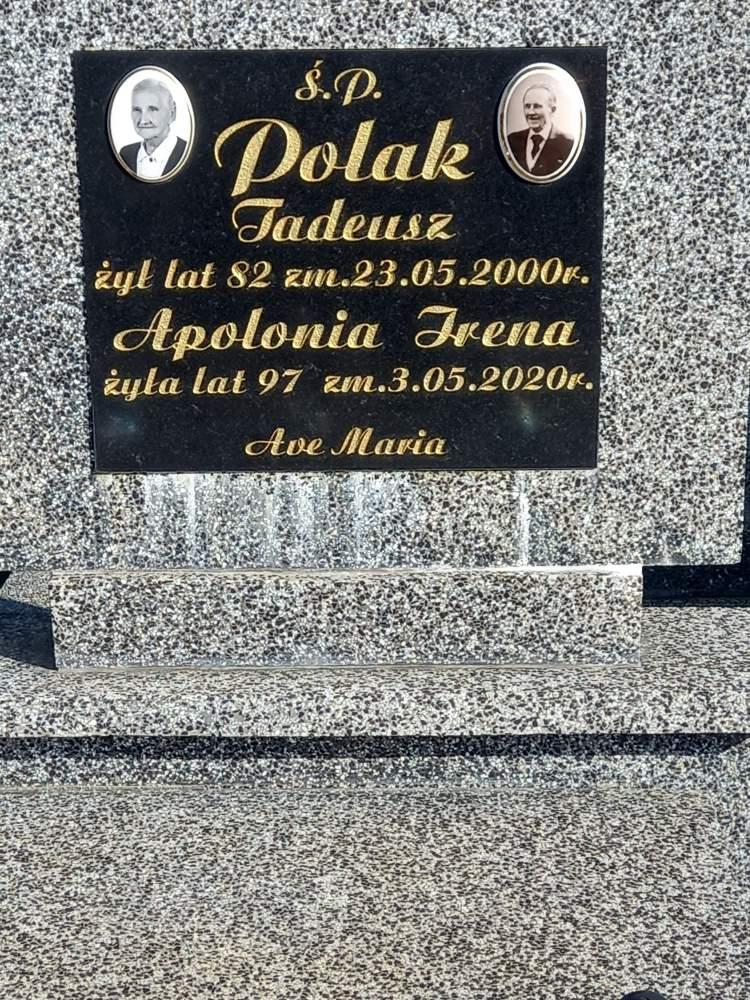 Ś.P.
Polak
Tadeusz
żył lat 82 zm.23.05.2000r.
Apolonia Irena
żyła lat 97 zm.3.05.2020r.
Ave Maria